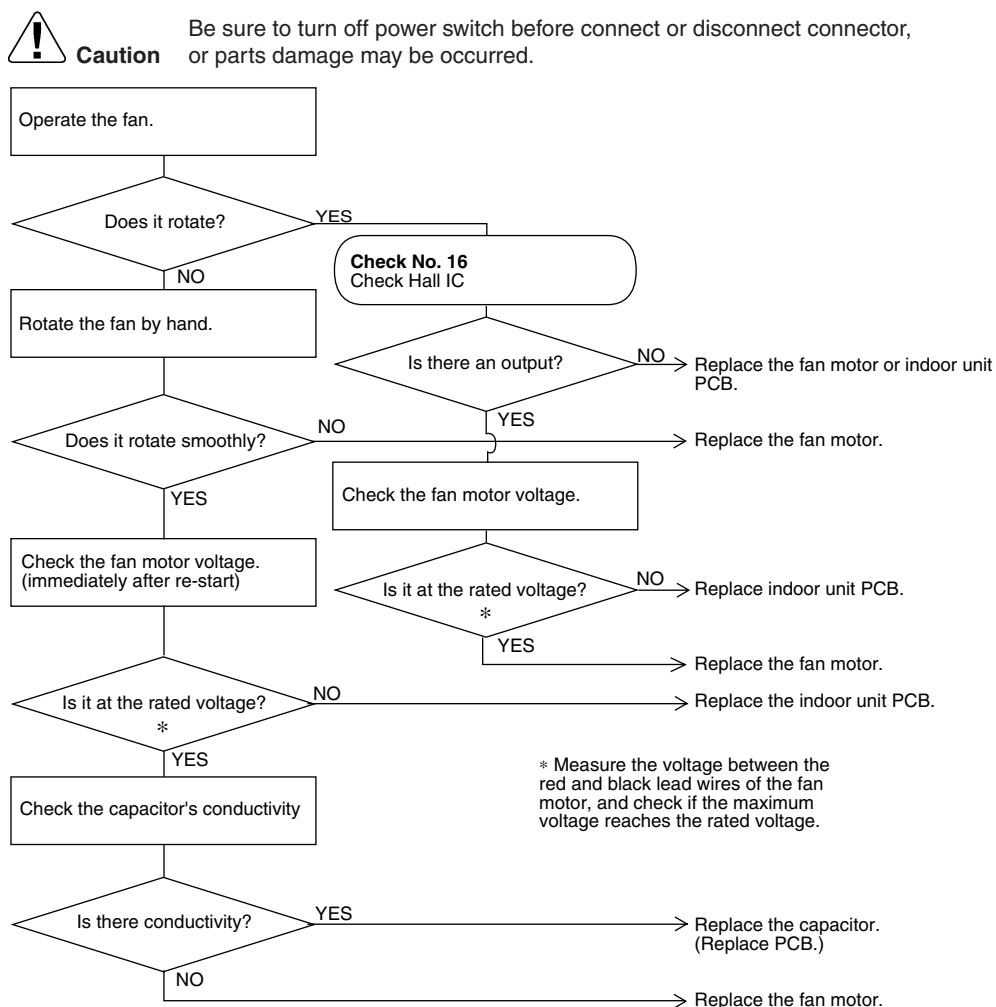 Be sure to turn off power switch before connect or disconnect connector,
Caution or parts damage may be occurred.
Operate the fan.
Does it rotate?
YES
NO
Check No. 16
Check Hall IC
Rotate the fan by hand.
Is there an output?
NO
Replace the fan motor or indoor unit
PCB.
YES
Does it rotate smoothly?
NO
Replace the fan motor.
YES
Check the fan motor voltage.
Check the fan motor voltage.
(immediately after re-start)
Is it at the rated voltage?
*
NO
Replace indoor unit PCB.
YES
Replace the fan motor.
Is it at the rated voltage?
*
NO
Replace the indoor unit PCB.
YES
* Measure the voltage between the
red and black lead wires of the fan
motor, and check if the maximum
voltage reaches the rated voltage.
Check the capacitor's conductivity
Is there conductivity?
YES
Replace the capacitor.
(Replace PCB.)
NO
Replace the fan motor.